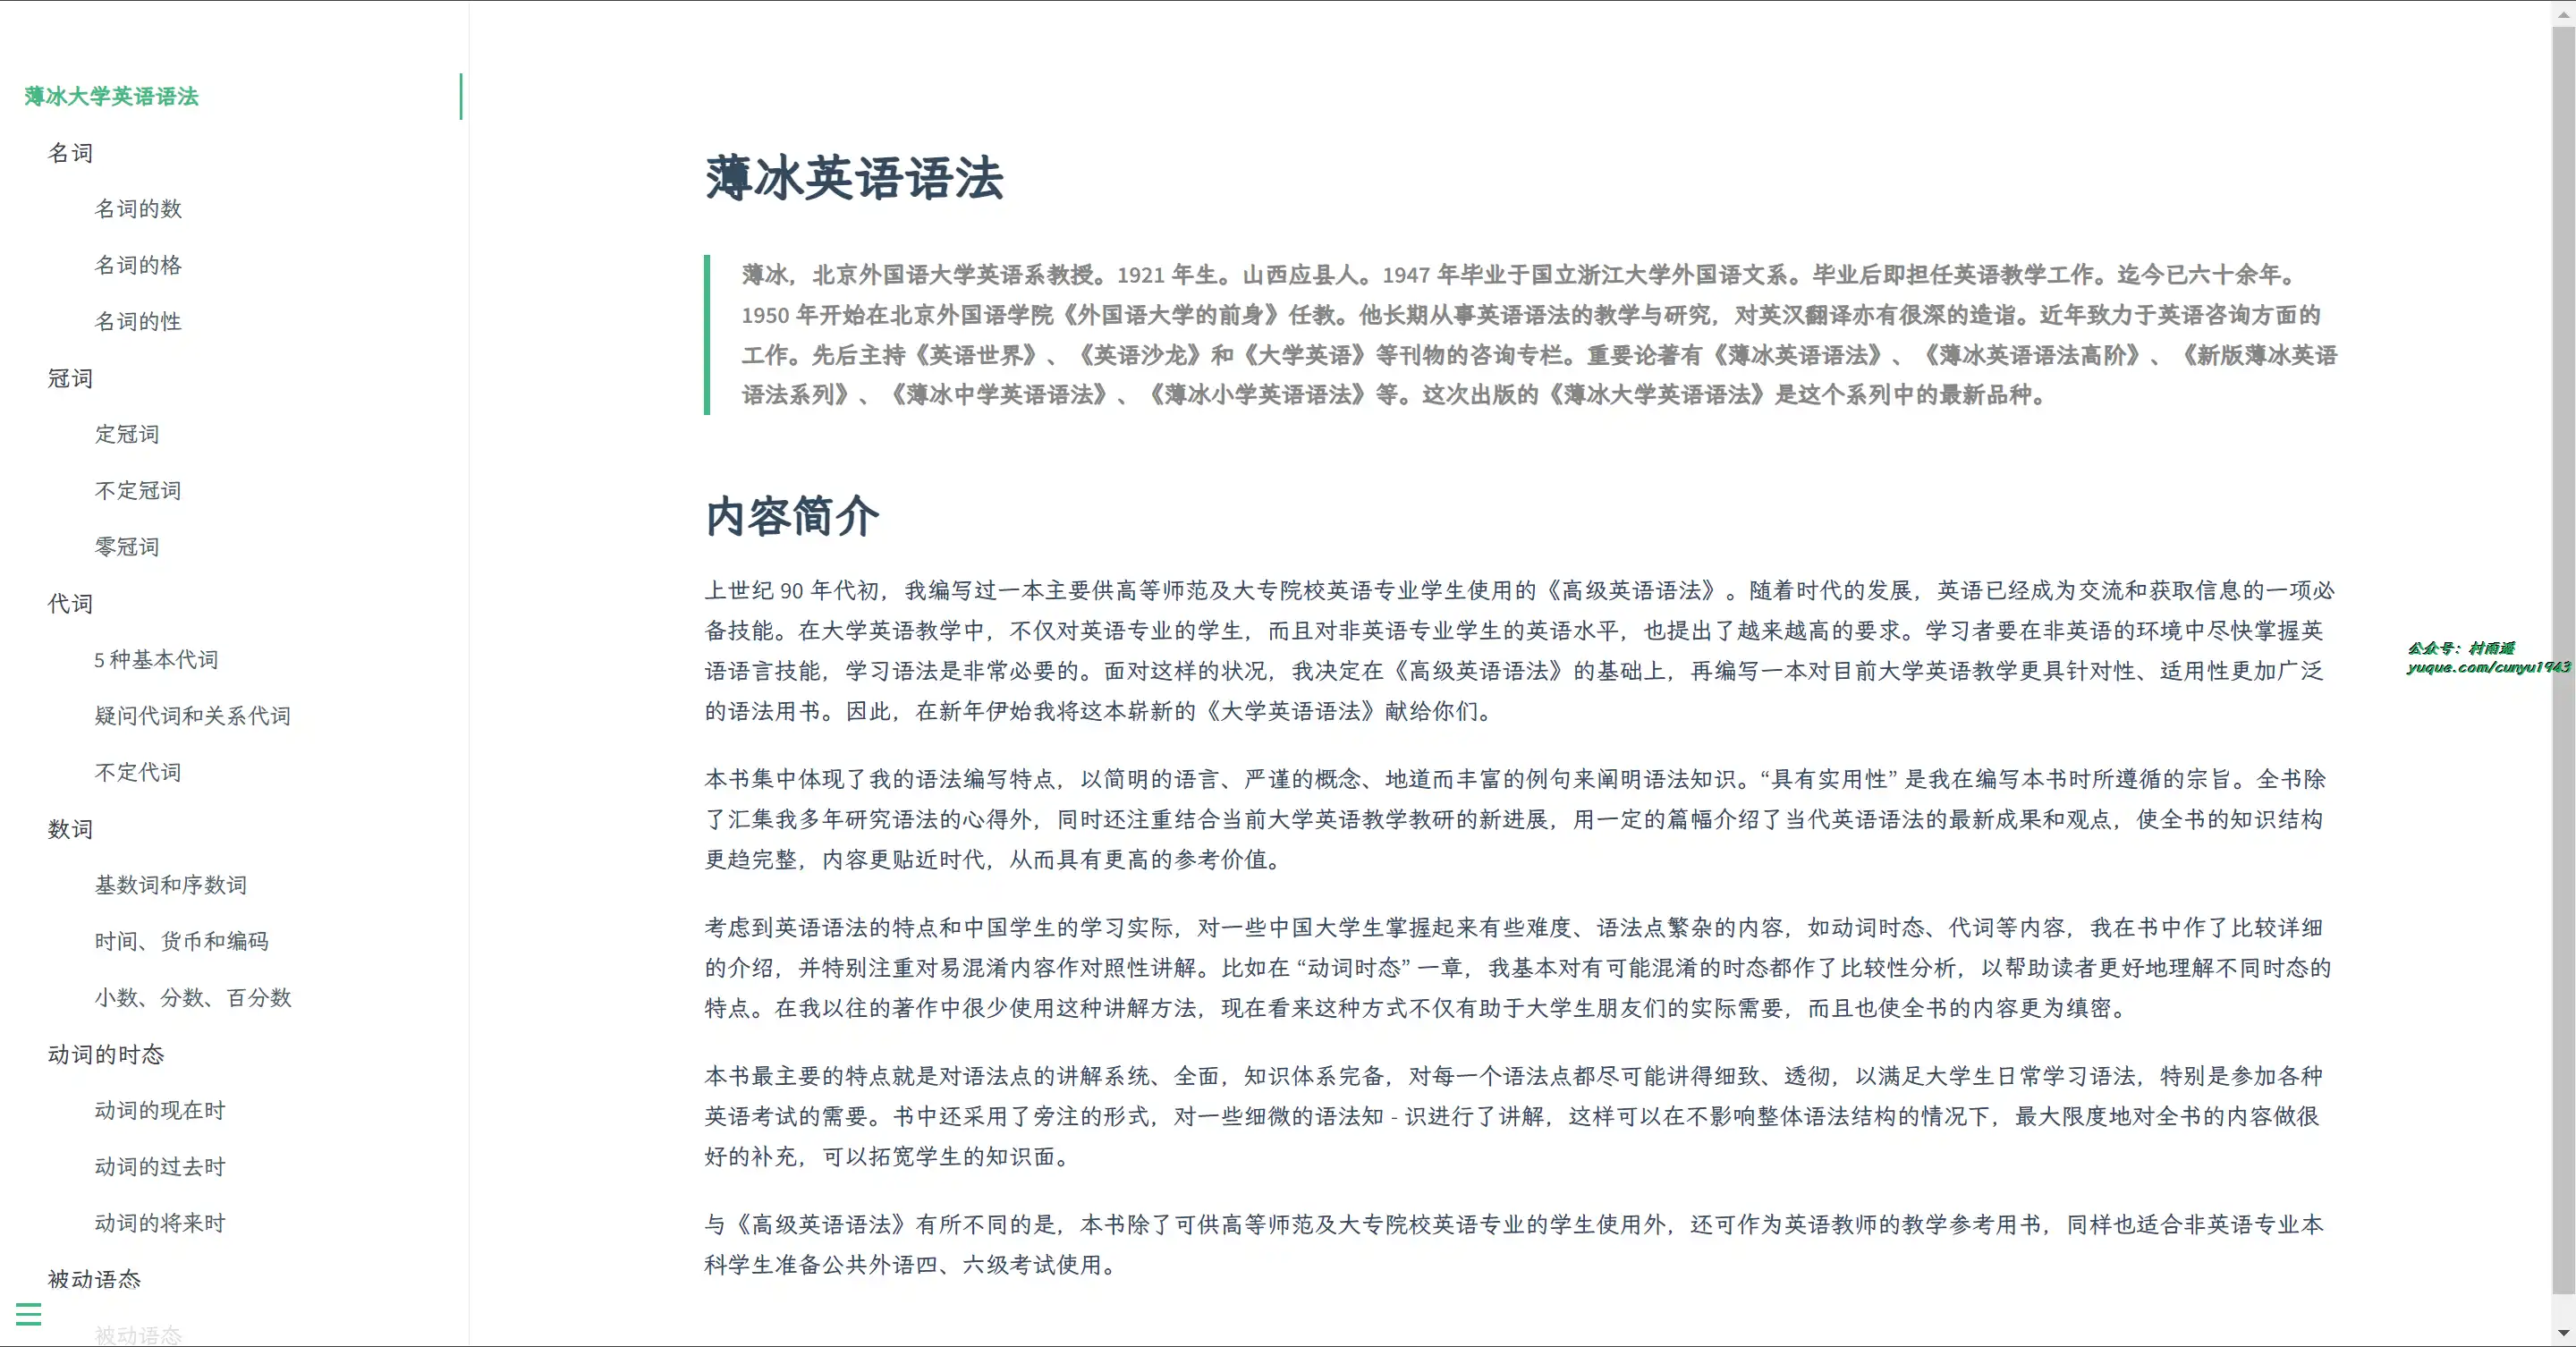 薄冰大学英语语法
名词
名词的数
名词的格
名词的性
冠词
定冠词
不定冠词
零冠词
代词
5 种基本代词
疑问代词和关系代词
不定代词
数词
基数词和序数词
时间、货币和编码
小数、分数、百分数
动词的时态
动词的现在时
动词的过去时
动词的将来时
被动语态
被动语态
薄冰英语语法
薄冰，北京外国语大学英语系教授。1921 年生。山西应县人。1947 年毕业于国立浙江大学外国语文系。毕业后即担任英语教学工作。迄今已六十余年。
1950 年开始在北京外国语学院《外国语大学的前身》任教。他长期从事英语语法的教学与研究，对英汉翻译亦有很深的造诣。近年致力于英语咨询方面的
工作。先后主持《英语世界》、《英语沙龙》和《大学英语》等刊物的咨询专栏。重要论著有《薄冰英语语法》、《薄冰英语语法高阶》、《新版薄冰英语
语法系列》、《薄冰中学英语语法》、《薄冰小学英语语法》等。这次出版的《薄冰大学英语语法》是这个系列中的最新品种。
内容简介
上世纪 90 年代初，我编写过一本主要供高等师范及大专院校英语专业学生使用的《高级英语语法》。随着时代的发展，英语已经成为交流和获取信息的一项必
备技能。在大学英语教学中，不仅对英语专业的学生，而且对非英语专业学生的英语水平，也提出了越来越高的要求。学习者要在非英语的环境中尽快掌握英
语语言技能，学习语法是非常必要的。面对这样的状况，我决定在《高级英语语法》的基础上，再编写一本对目前大学英语教学更具针对性、适用性更加广泛
的语法用书。因此，在新年伊始我将这本崭新的《大学英语语法》献给你们。
本书集中体现了我的语法编写特点，以简明的语言、严谨的概念、地道而丰富的例句来阐明语法知识。“具有实用性” 是我在编写本书时所遵循的宗旨。全书除
了汇集我多年研究语法的心得外，同时还注重结合当前大学英语教学教研的新进展，用一定的篇幅介绍了当代英语语法的最新成果和观点，使全书的知识结构
更趋完整，内容更贴近时代，从而具有更高的参考价值。
考虑到英语语法的特点和中国学生的学习实际，对一些中国大学生掌握起来有些难度、语法点繁杂的内容，如动词时态、代词等内容，我在书中作了比较详细
的介绍，并特别注重对易混淆内容作对照性讲解。比如在 “动词时态” 一章，我基本对有可能混淆的时态都作了比较性分析，以帮助读者更好地理解不同时态的
特点。在我以往的著作中很少使用这种讲解方法，现在看来这种方式不仅有助于大学生朋友们的实际需要，而且也使全书的内容更为缜密。
本书最主要的特点就是对语法点的讲解系统、全面，知识体系完备，对每一个语法点都尽可能讲得细致、透彻，以满足大学生日常学习语法，特别是参加各种
英语考试的需要。书中还采用了旁注的形式，对一些细微的语法知 - 识进行了讲解，这样可以在不影响整体语法结构的情况下，最大限度地对全书的内容做很
好的补充，可以拓宽学生的知识面。
与《高级英语语法》有所不同的是，本书除了可供高等师范及大专院校英语专业的学生使用外，还可作为英语教师的教学参考用书，同样也适合非英语专业本
科学生准备公共外语四、六级考试使用。
公众号：村雨遥
yuque.com/cunyu1943